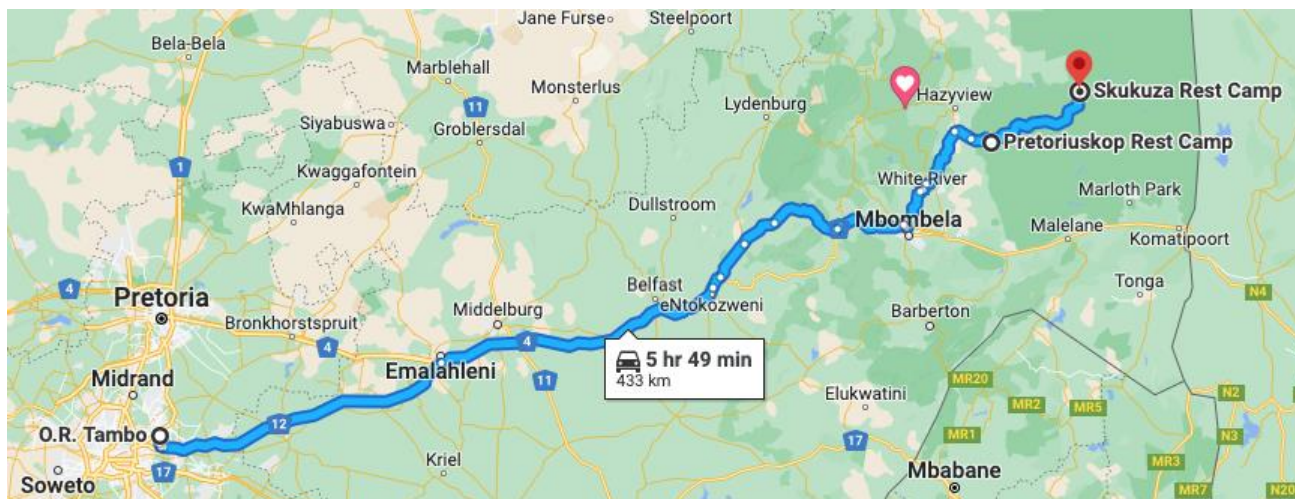 Jane Furse
Steelpoort
Bela-Bela
Marblehall
11
Monsterlus
Lydenburg
Hazyview
Skukuza Rest Camp
Siyabuswa
Groblersdal
Pretoriuskop Rest Camp
1
Kwaggafontein
White River
Marloth Park
KwaMhlanga
Dullstroom
Mbombela
Malelane
Komatipoort
4
Pretoria
Belfast
eNtokozweni
Tonga
N4
Bronkhorstspruit
4
Middelburg
4
Barberton
Emalahleni
5 hr 49 min
433 km
Midrand
11
MR20
Elukwatini
MR2
MR5
N2
O.R. Tambo
12
17
MR1
N3
17
Soweto
Kriel
Mbabane
MR3
MR7
N20